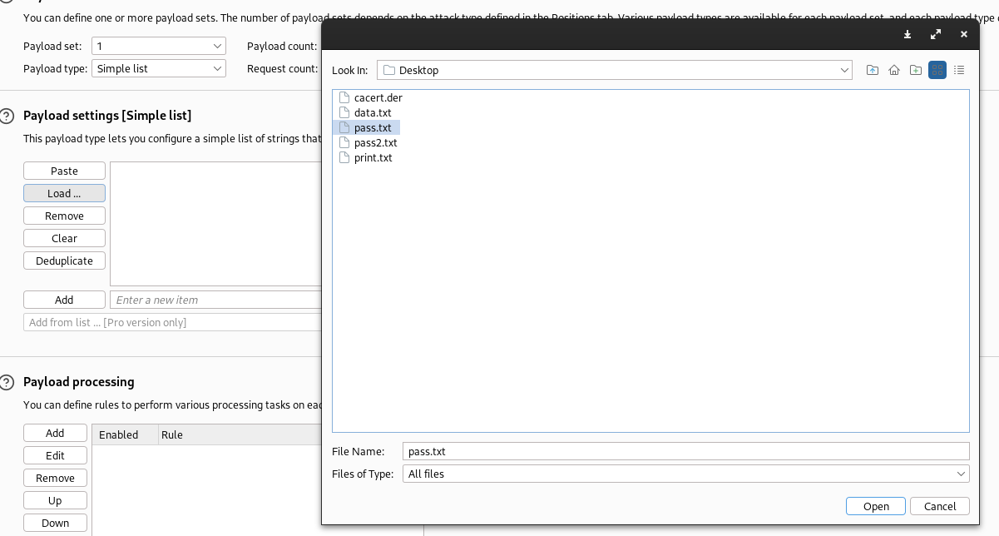 You can define one or more payload sets. The number of payload sets depends on the attack type defined in the Positions tab. Various payload types are available for each payload set, and each payload type
Payload set: 1 Payload count:
Payload type: Simple list Request count:
Payload settings [Simple list]
This payload type lets you configure a simple list of strings that
Paste
Load ...
Remove
Clear
Deduplicate
Add Enter a new item
Add from list ... [Pro version only]
Payload processing
You can define rules to perform various processing tasks on each
Add
Edit
Remove
Up
Down
Enabled Rule
Look In: Desktop
cacert.der
data.txt
pass.txt
pass2.txt
print.txt
File Name: pass.txt
Files of Type: All files
Open Cancel